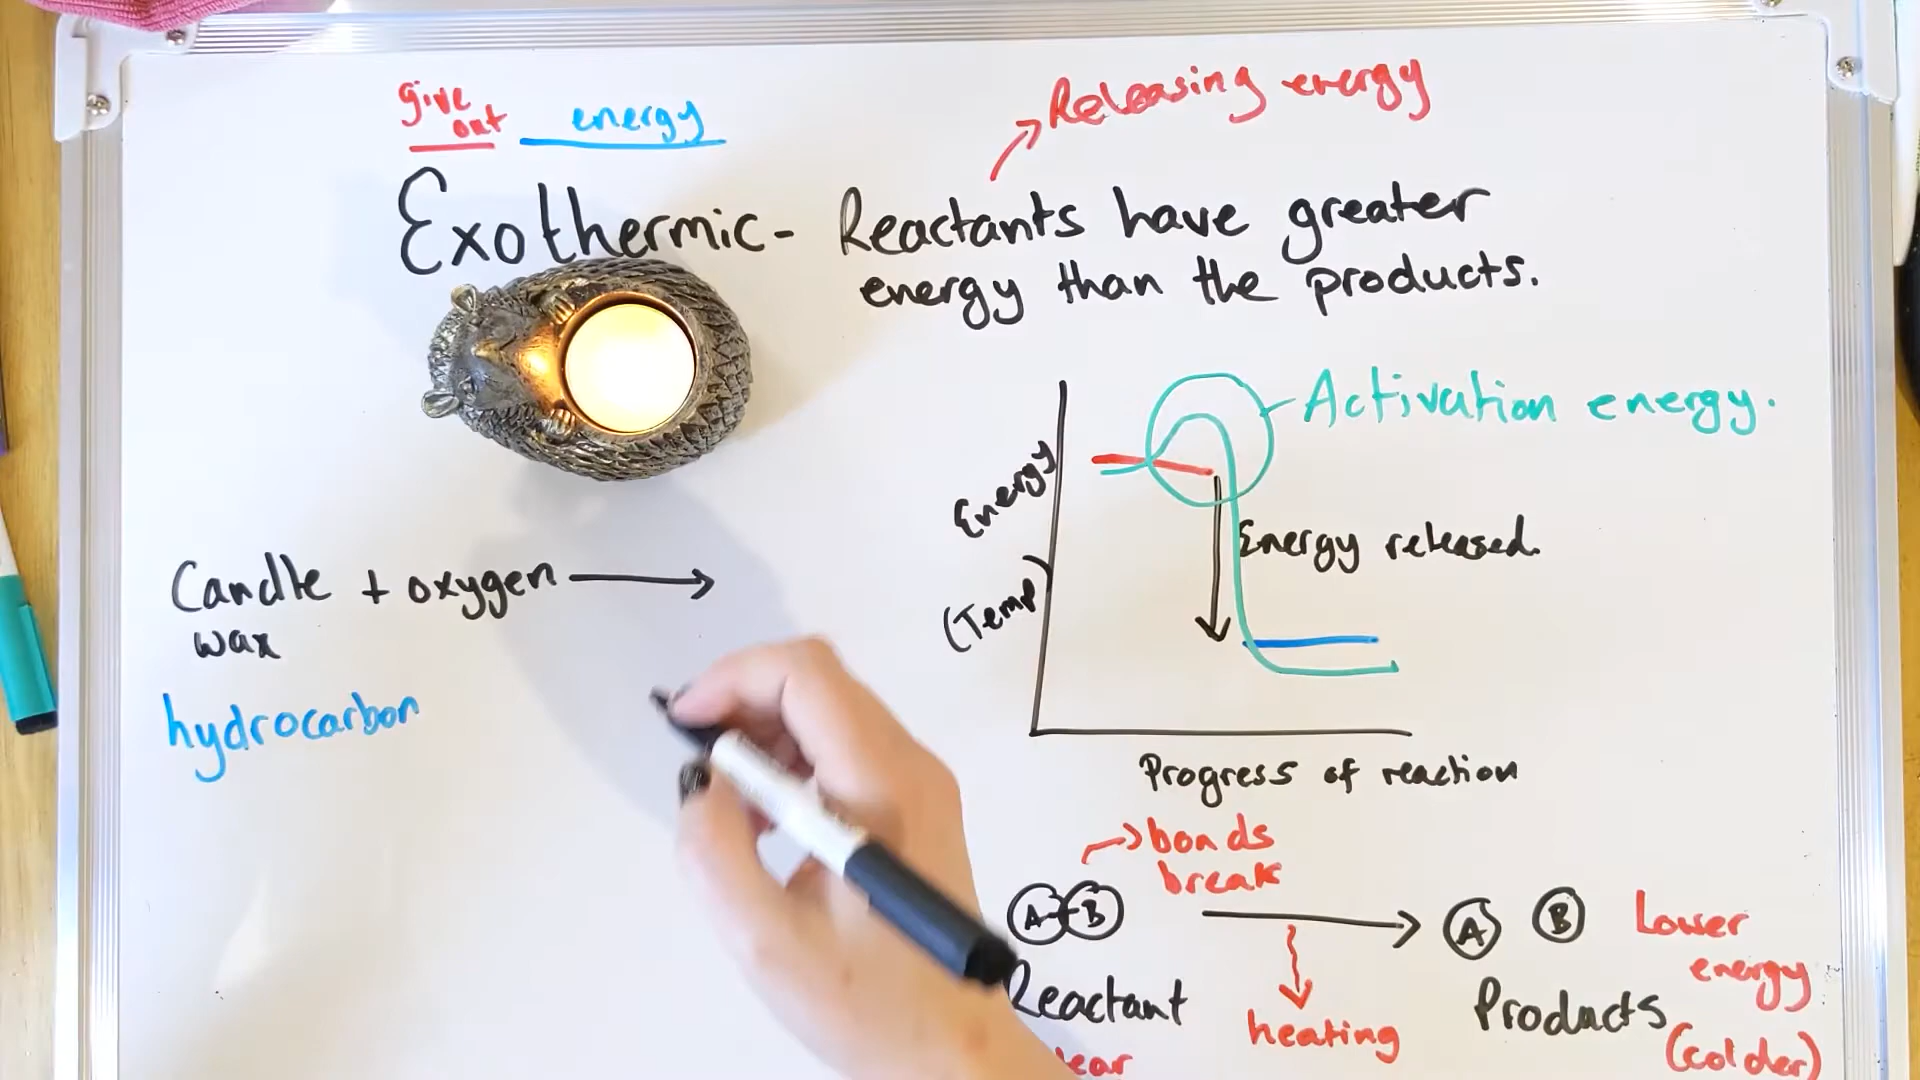 give
out
energy
Releasing energy
Exothermic - Reactants have greater
energy than the products.
Activation energy.
Energy
(Temp)
Energy released.
Candle + oxygen
wax
hydrocarbon
Progress of reaction
bonds
break
A B
A B
Lower
energy
(colder)
Reactant
heating
Products